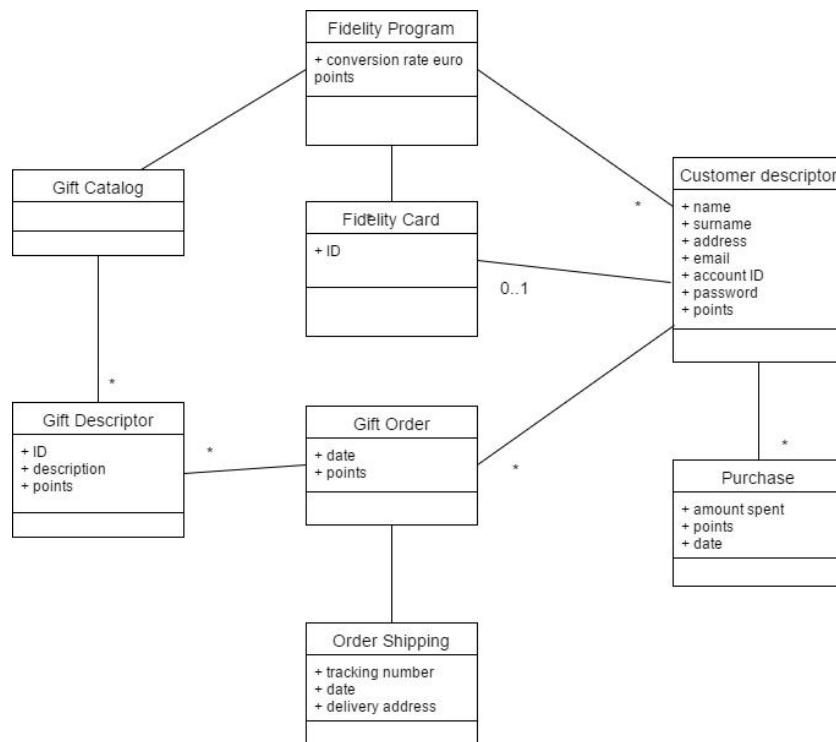 Fidelity Program
+ conversion rate euro
points
Gift Catalog
Fidelity Card
*
+ ID
Customer descriptor
+ name
+ surname
+ address
+ email
+ account ID
+ password
+ points
*
0..1
*
Gift Descriptor
+ ID
+ description
+ points
*
Gift Order
+ date
+ points
*
*
Purchase
+ amount spent
+ points
+ date
Order Shipping
+ tracking number
+ date
+ delivery address